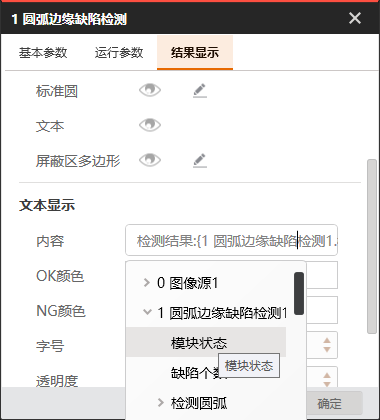 1 圆弧边缘缺陷检测
基本参数 运行参数 结果显示
标准圆
文本
屏蔽区多边形
文本显示
内容 检测结果:{1 圆弧边缘缺陷检测1.
OK颜色
0 图像源1
NG颜色
1 圆弧边缘缺陷检测1
字号
模块状态
模块状态
缺陷个数
透明度
检测圆弧
确定